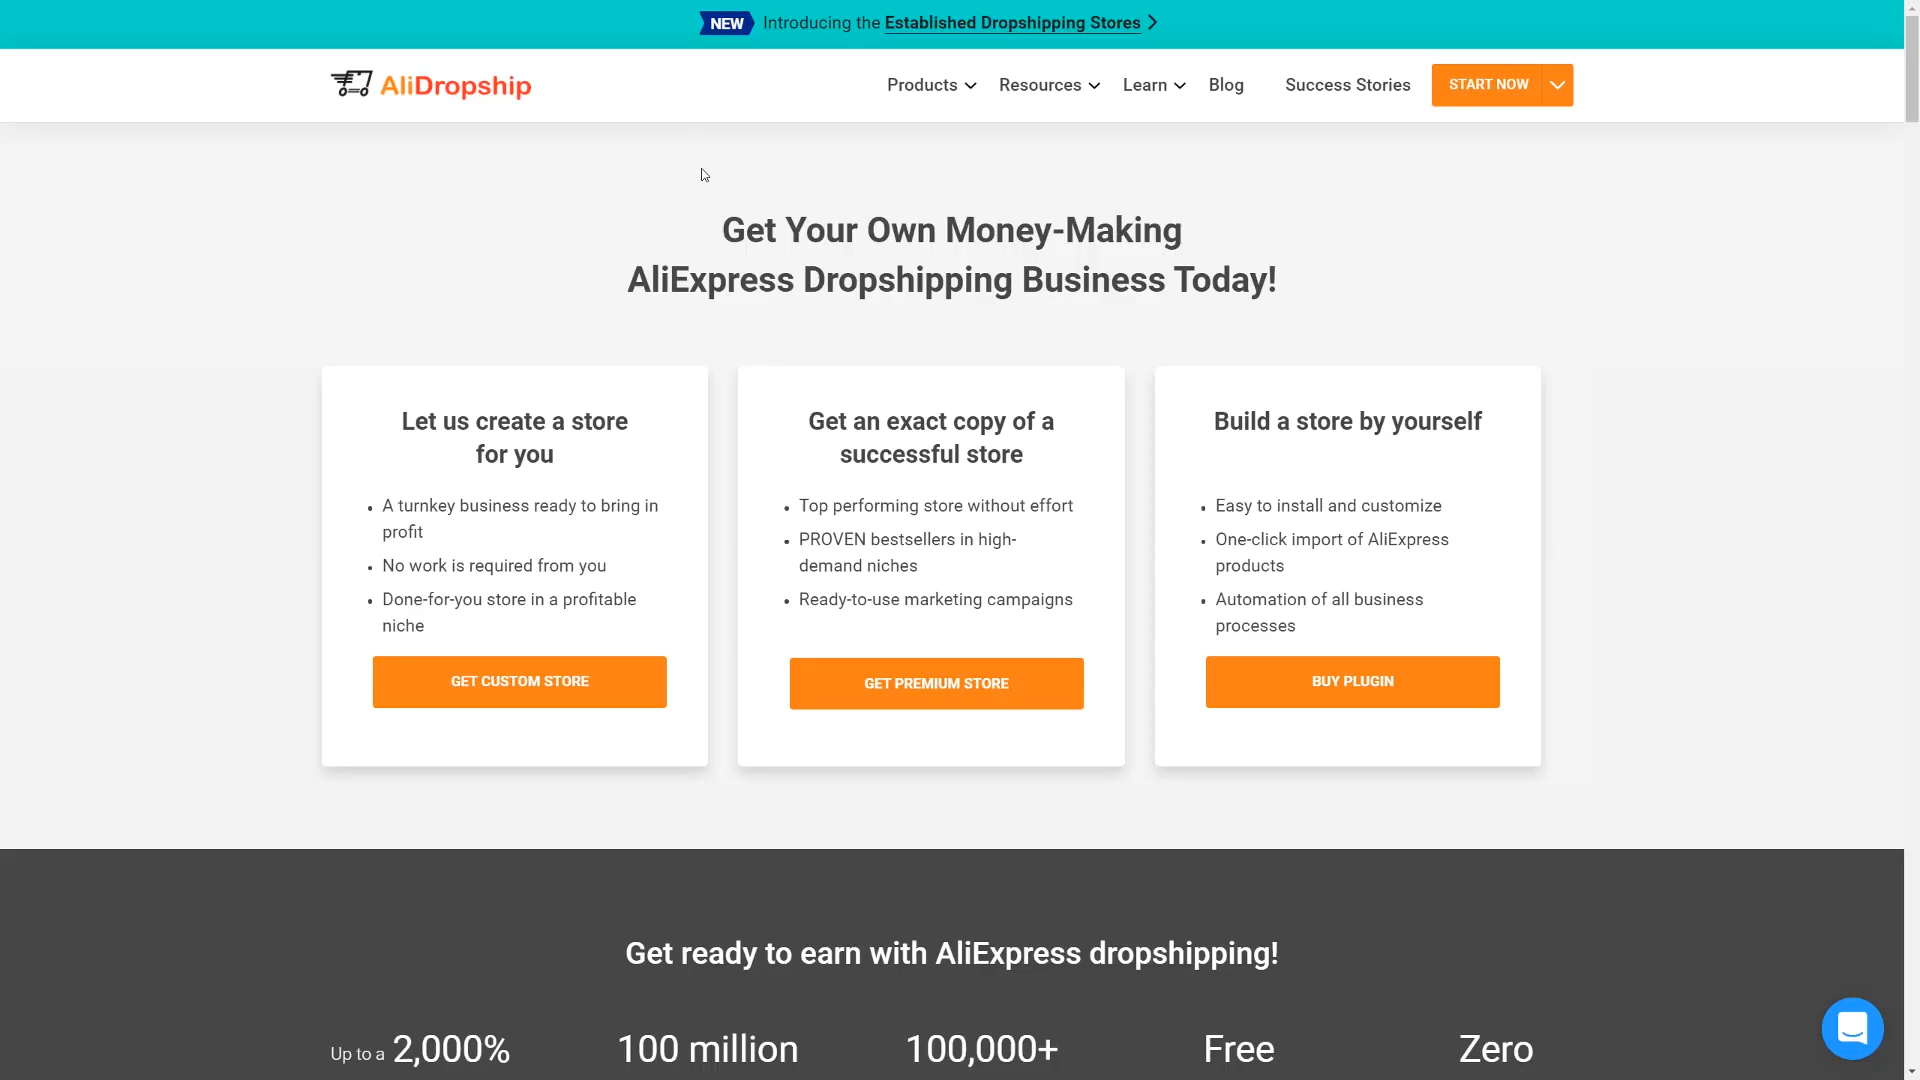 NEW Introducing the Established Dropshipping Stores
AliDropship
Products Resources Learn Blog Success Stories START NOW
Get Your Own Money-Making
AliExpress Dropshipping Business Today!
Let us create a store
for you
• A turnkey business ready to bring in
profit
• No work is required from you
• Done-for-you store in a profitable
niche
GET CUSTOM STORE
Get an exact copy of a
successful store
• Top performing store without effort
• PROVEN bestsellers in high-
demand niches
• Ready-to-use marketing campaigns
GET PREMIUM STORE
Build a store by yourself
• Easy to install and customize
• One-click import of AliExpress
products
• Automation of all business
processes
BUY PLUGIN
Get ready to earn with AliExpress dropshipping!
Up to a 2,000% 100 million 100,000+ Free Zero